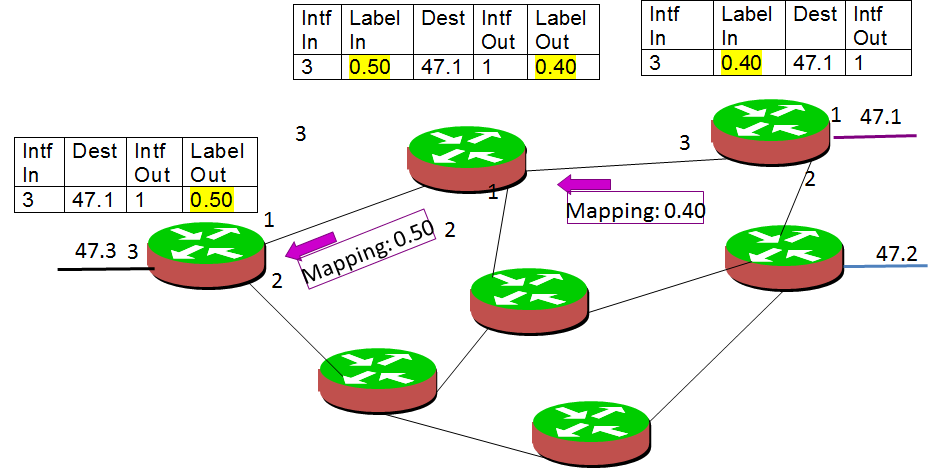 Intf In Label In Dest Intf Out Label Out
3 0.50 47.1 1 0.40
Intf In Label In Dest Intf Out
3 0.40 47.1 1
Intf In Dest Intf Out Label Out
3 47.1 1 0.50
3
1 47.1
3
2
1
Mapping: 0.40
1
2
Mapping: 0.50
47.3 3
2
47.2